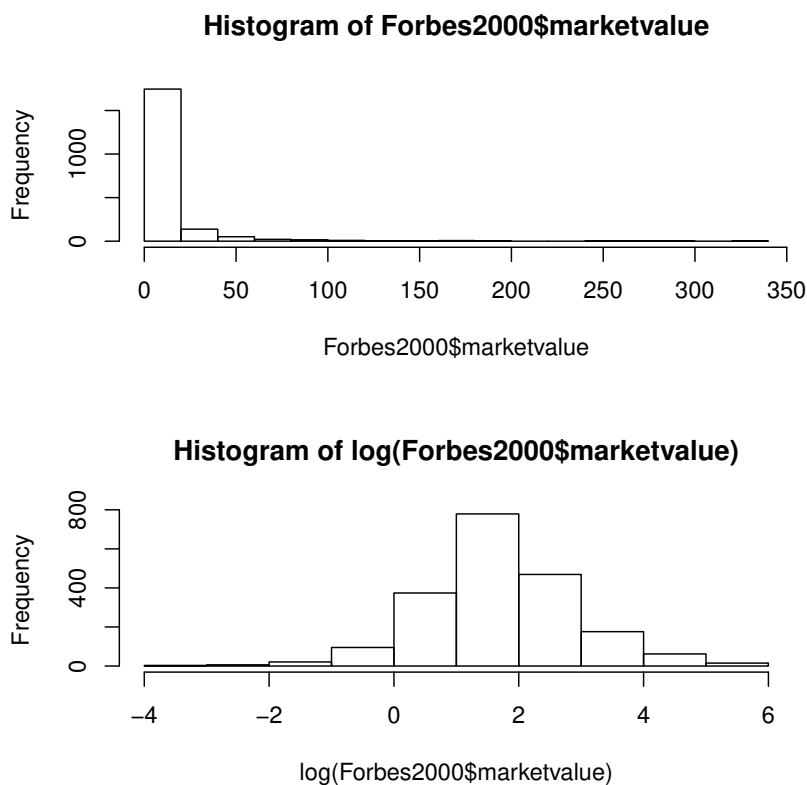 Histogram of Forbes2000$marketvalue
Frequency
1000
0
0 50 100 150 200 250 300 350
Forbes2000$marketvalue
Histogram of log(Forbes2000$marketvalue)
Frequency
800
400
0
−4 −2 0 2 4 6
log(Forbes2000$marketvalue)